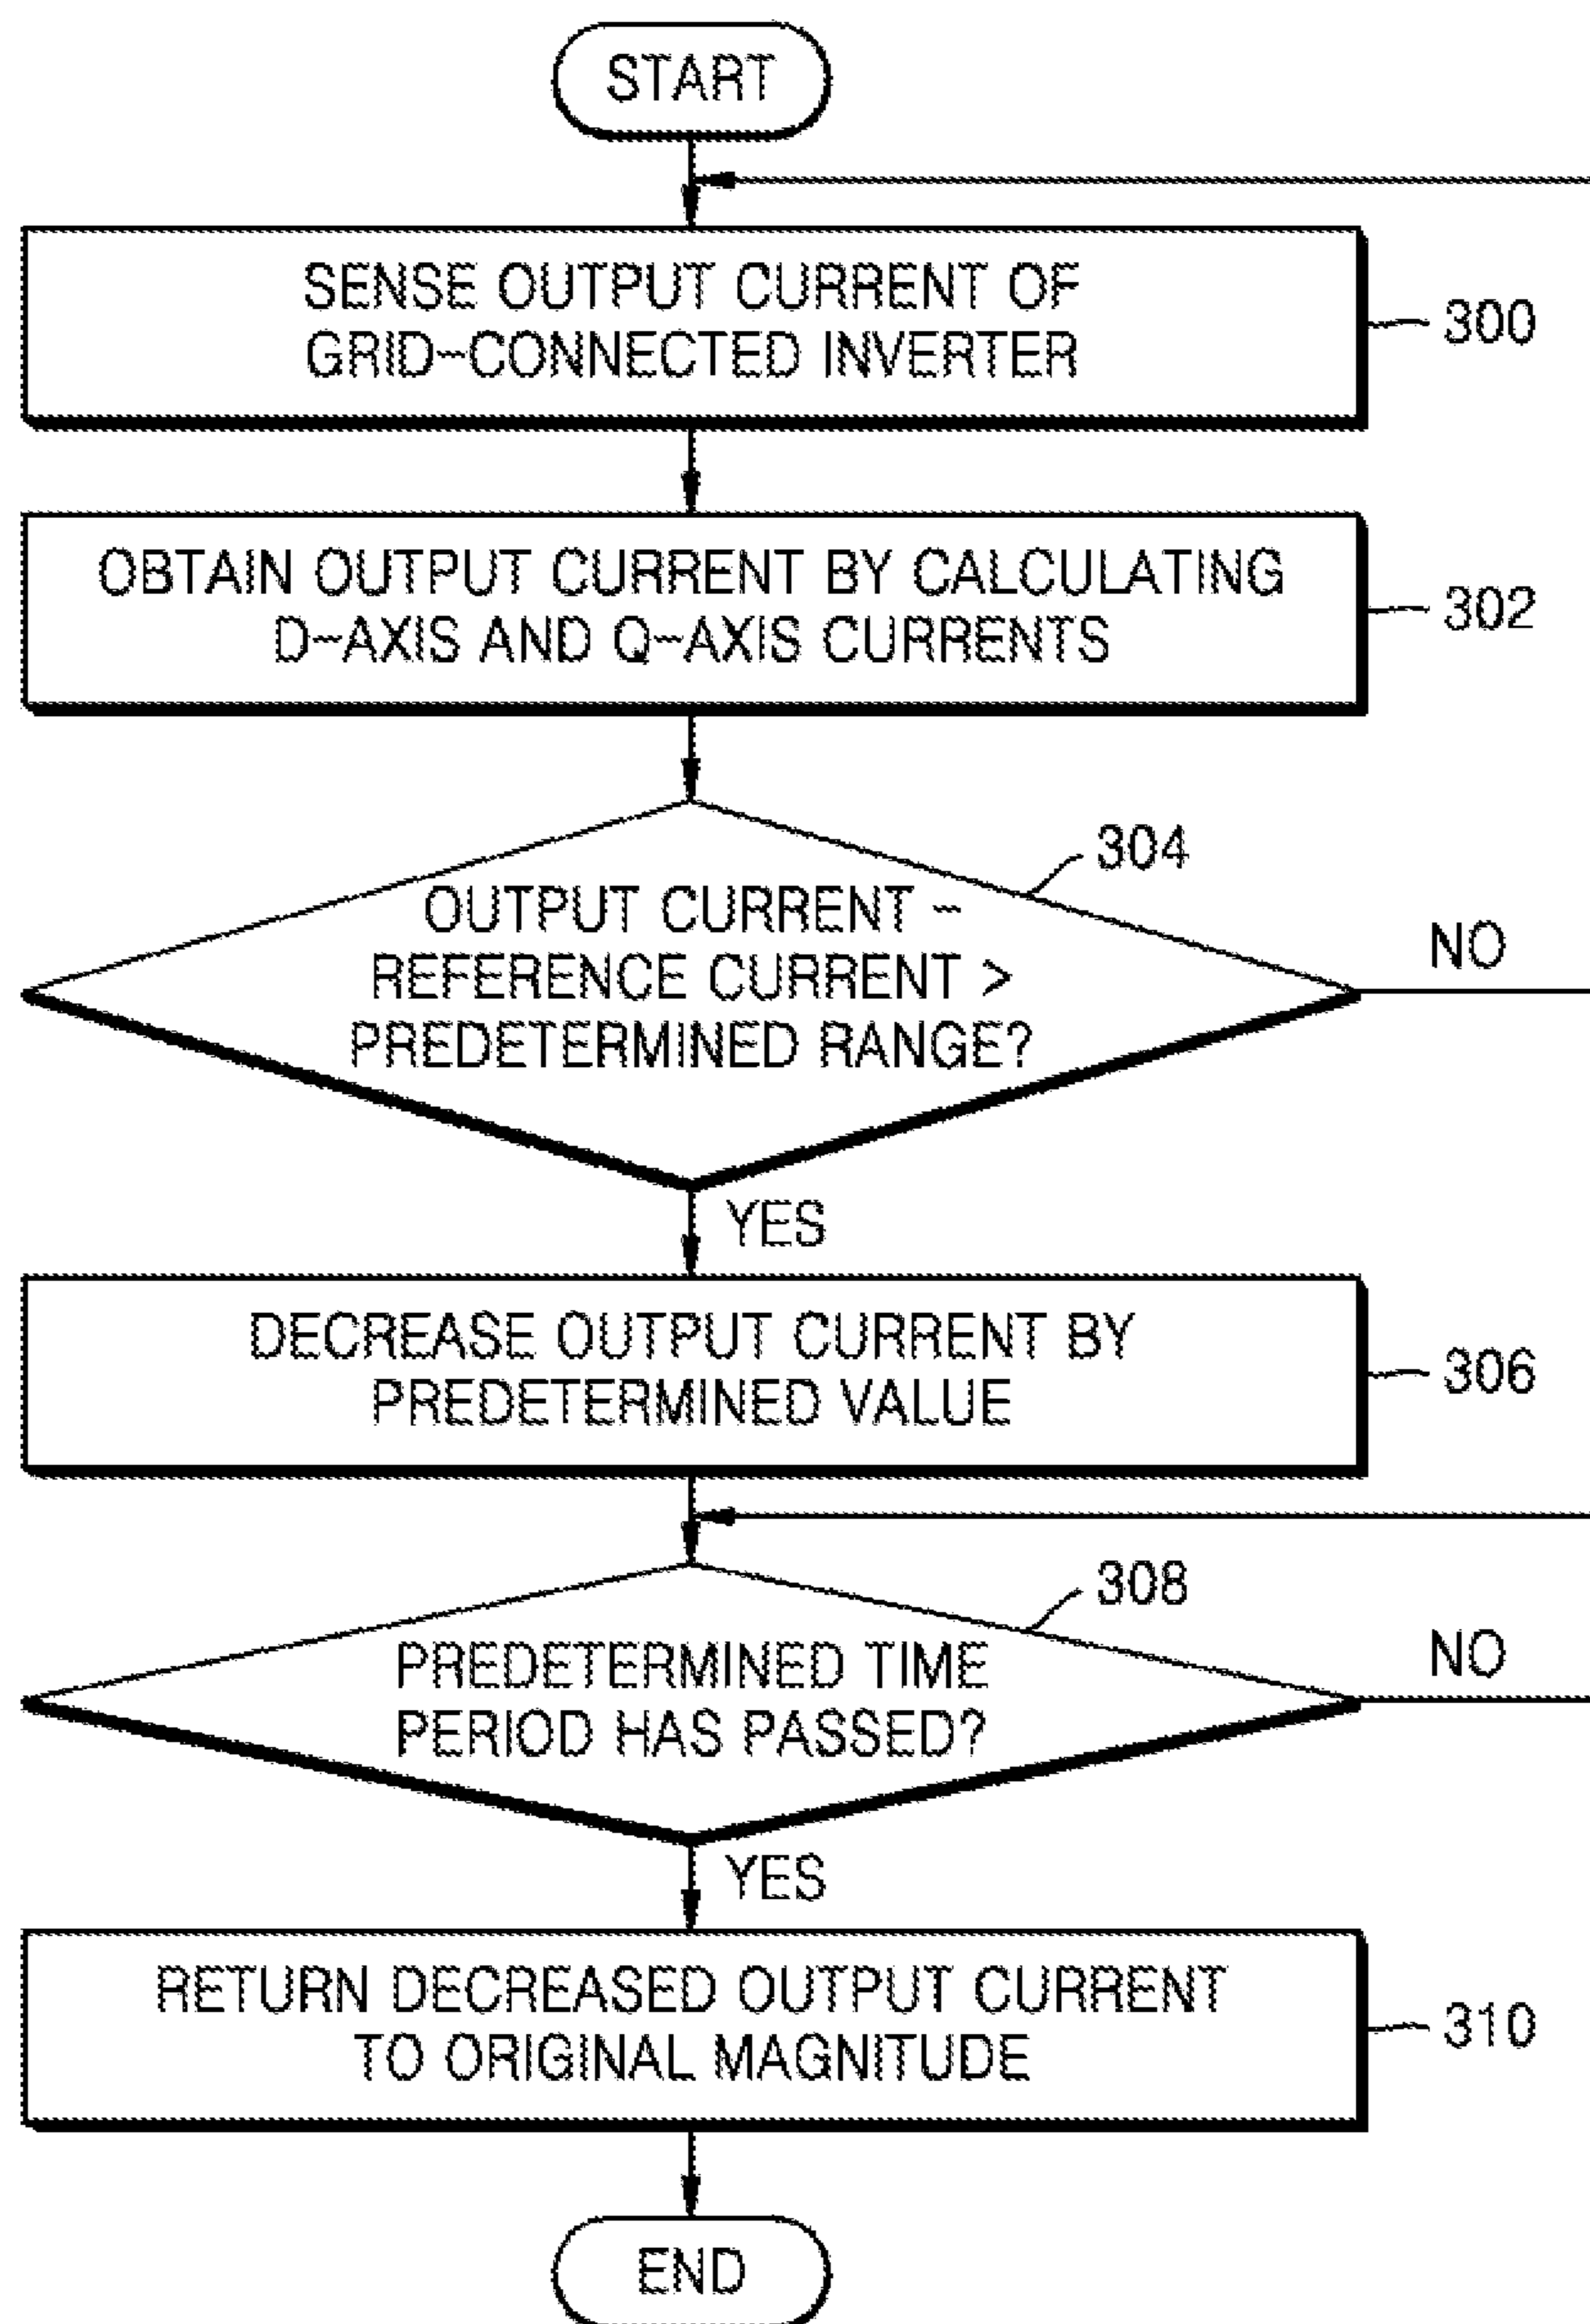 START
SENSE OUTPUT CURRENT OF
GRID-CONNECTED INVERTER
300
OBTAIN OUTPUT CURRENT BY CALCULATING
D-AXIS AND Q-AXIS CURRENTS
302
304
OUTPUT CURRENT -
REFERENCE CURRENT >
PREDETERMINED RANGE?
NO
YES
DECREASE OUTPUT CURRENT BY
PREDETERMINED VALUE
306
308
PREDETERMINED TIME
PERIOD HAS PASSED?
NO
YES
RETURN DECREASED OUTPUT CURRENT
TO ORIGINAL MAGNITUDE
310
END